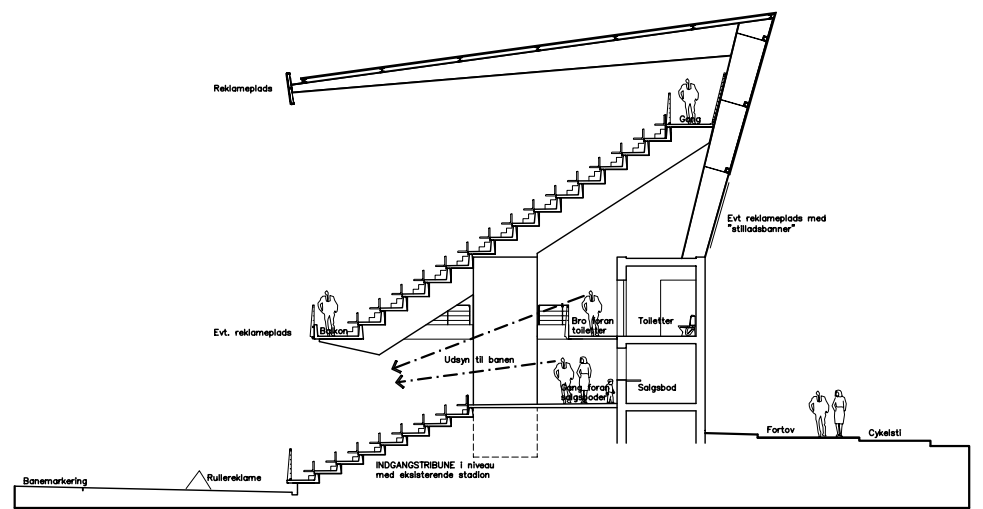 Reklameplads
Gang
Evt reklameplads med
"stilladsbanner"
Evt. reklameplads
Balkon
Bro foran
toiletter
Toiletter
Udsyn til banen
Gang foran
salgsboder
Salgsbod
Fortov
Cykelsti
INDGANGSTRIBUNE i niveau
med eksisterende stadion
Banemarkering
Rullereklame